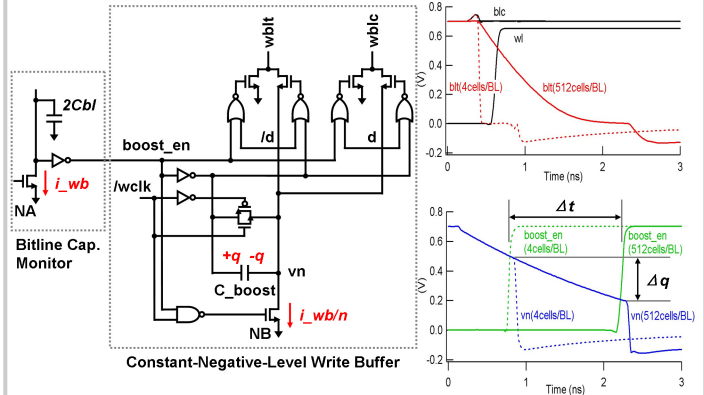 wblt
wblc
2Cbl
boost_en
/d
d
/wclk
i_wb
NA
Bitline Cap.
Monitor
+q -q
vn
C_boost
i_wb/n
NB
Constant-Negative-Level Write Buffer
0.8
0.6
0.4
0.2
0.0
-0.2
(V)
blc
wl
blt(4cells/BL)
blt(512cells/BL)
0
1
2
3
Time (ns)
0.8
0.6
0.4
0.2
0.0
-0.2
(V)
Δt
boost_en
(4cells/BL)
boost_en
(512cells/BL)
Δq
vn(4cells/BL)
vn(512cells/BL)
0
1
2
3
Time (ns)